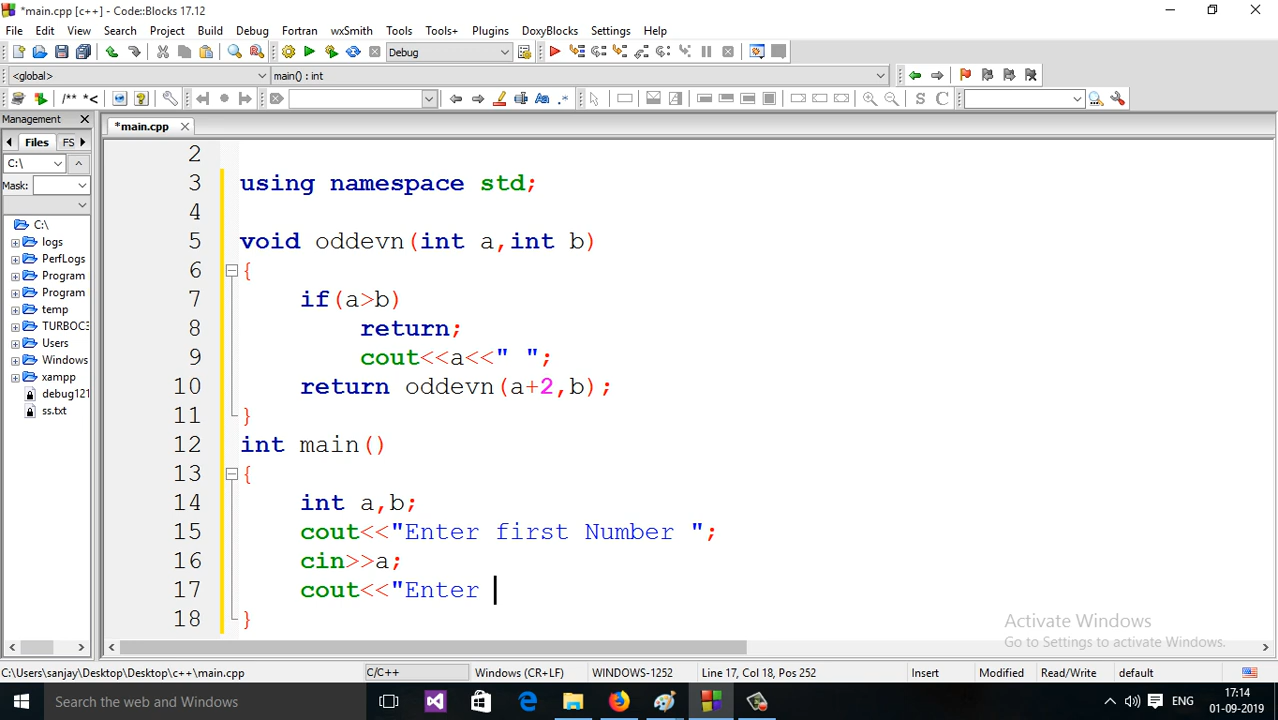 *main.cpp [c++] - Code::Blocks 17.12
File Edit View Search Project Build Debug Fortran wxSmith Tools Tools+ Plugins DoxyBlocks Settings Help
Debug
<global> main() : int
/** *<
Aa .* S C
Management *main.cpp
Files FS
C:\
Mask:
C:\
logs
PerfLogs
Program
Program
temp
TURBOC3
Users
Windows
xampp
debug121
ss.txt
2
3 using namespace std;
4
5 void oddevn(int a,int b)
6 {
7 if(a>b)
8 return;
9 cout<<a<<" ";
10 return oddevn(a+2,b);
11 }
12 int main()
13 {
14 int a,b;
15 cout<<"Enter first Number ";
16 cin>>a;
17 cout<<"Enter
18 }
Activate Windows
Go to Settings to activate Windows.
C:\Users\sanjay\Desktop\Desktop\c++\main.cpp C/C++ Windows (CR+LF) WINDOWS-1252 Line 17, Col 18, Pos 252 Insert Modified Read/Write default
Search the web and Windows ENG 17:14
01-09-2019